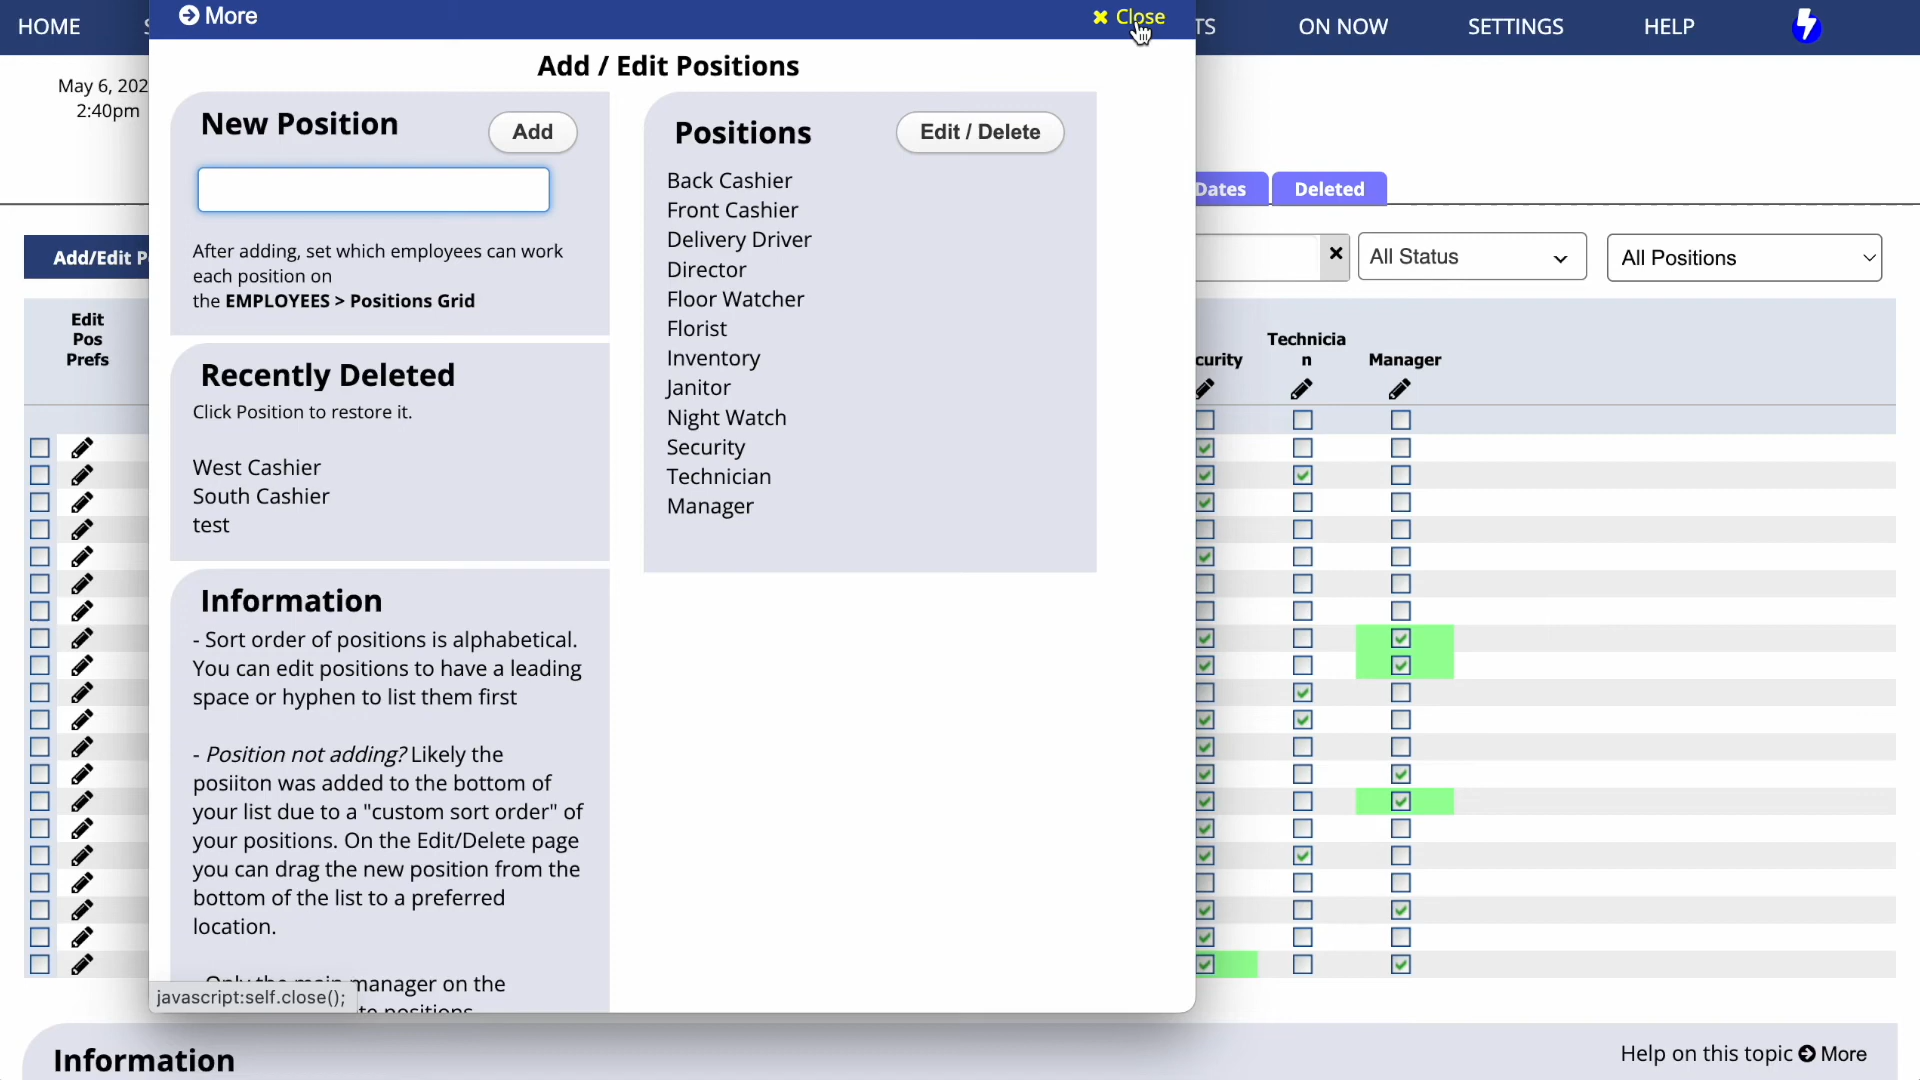 HOME
ON NOW
SETTINGS
HELP
More
Close
Add / Edit Positions
2:40pm
New Position
Add
After adding, set which employees can work
each position on
the EMPLOYEES > Positions Grid
Recently Deleted
Click Position to restore it.
West Cashier
South Cashier
test
Information
- Sort order of positions is alphabetical.
You can edit positions to have a leading
space or hyphen to list them first
- Position not adding? Likely the
posiiton was added to the bottom of
your list due to a "custom sort order" of
your positions. On the Edit/Delete page
you can drag the new position from the
bottom of the list to a preferred
location.
manager on the
javascript:self.close();
Positions
Edit / Delete
Back Cashier
Front Cashier
Delivery Driver
Director
Floor Watcher
Florist
Inventory
Janitor
Night Watch
Security
Technician
Manager
Dates
Deleted
All Status
All Positions
Add/Edit
Edit
Pos
Prefs
Technicia
n
Manager
Information
Help on this topic More